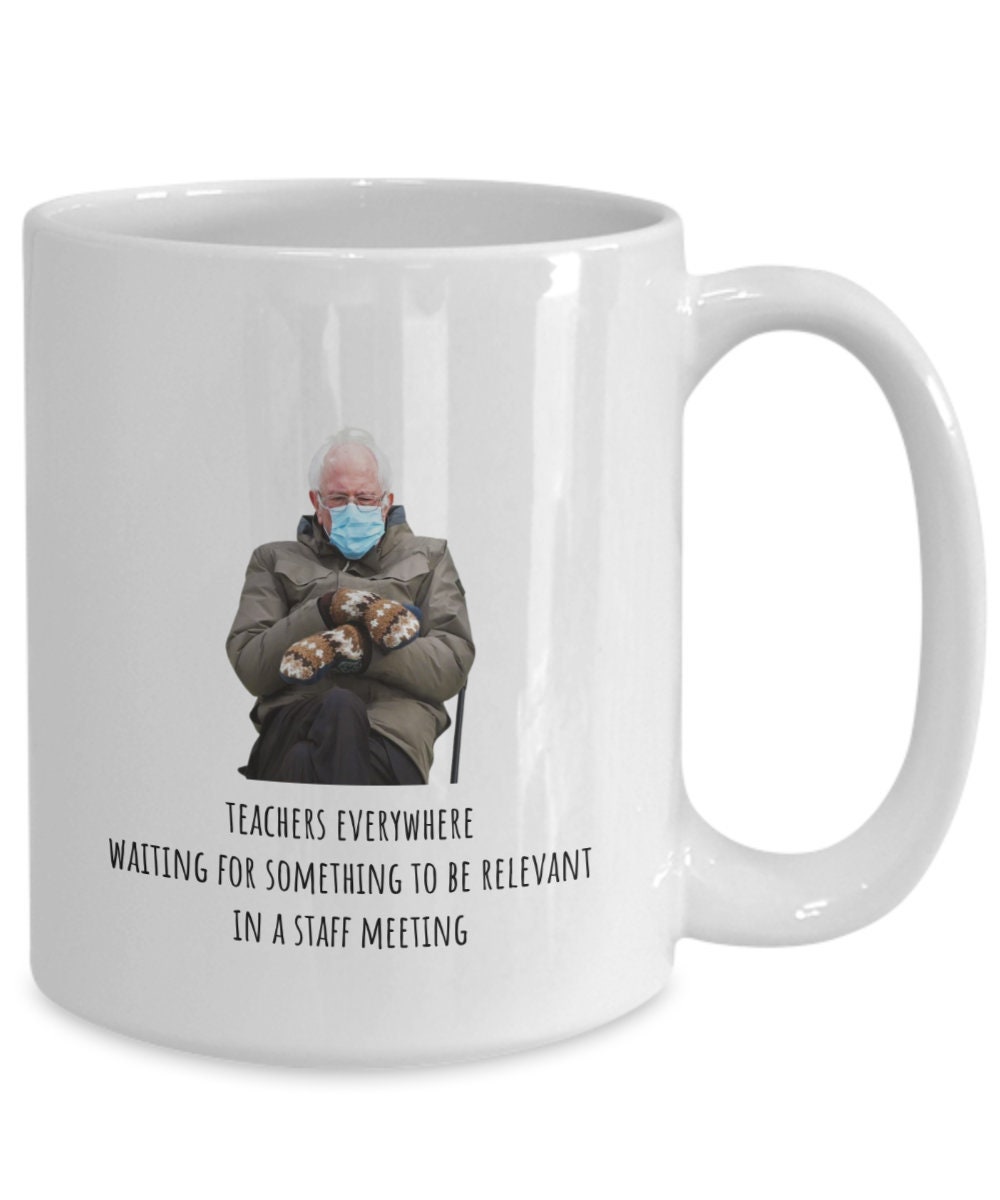 TEACHERS EVERYWHERE
WAITING FOR SOMETHING TO BE RELEVANT
IN A STAFF MEETING